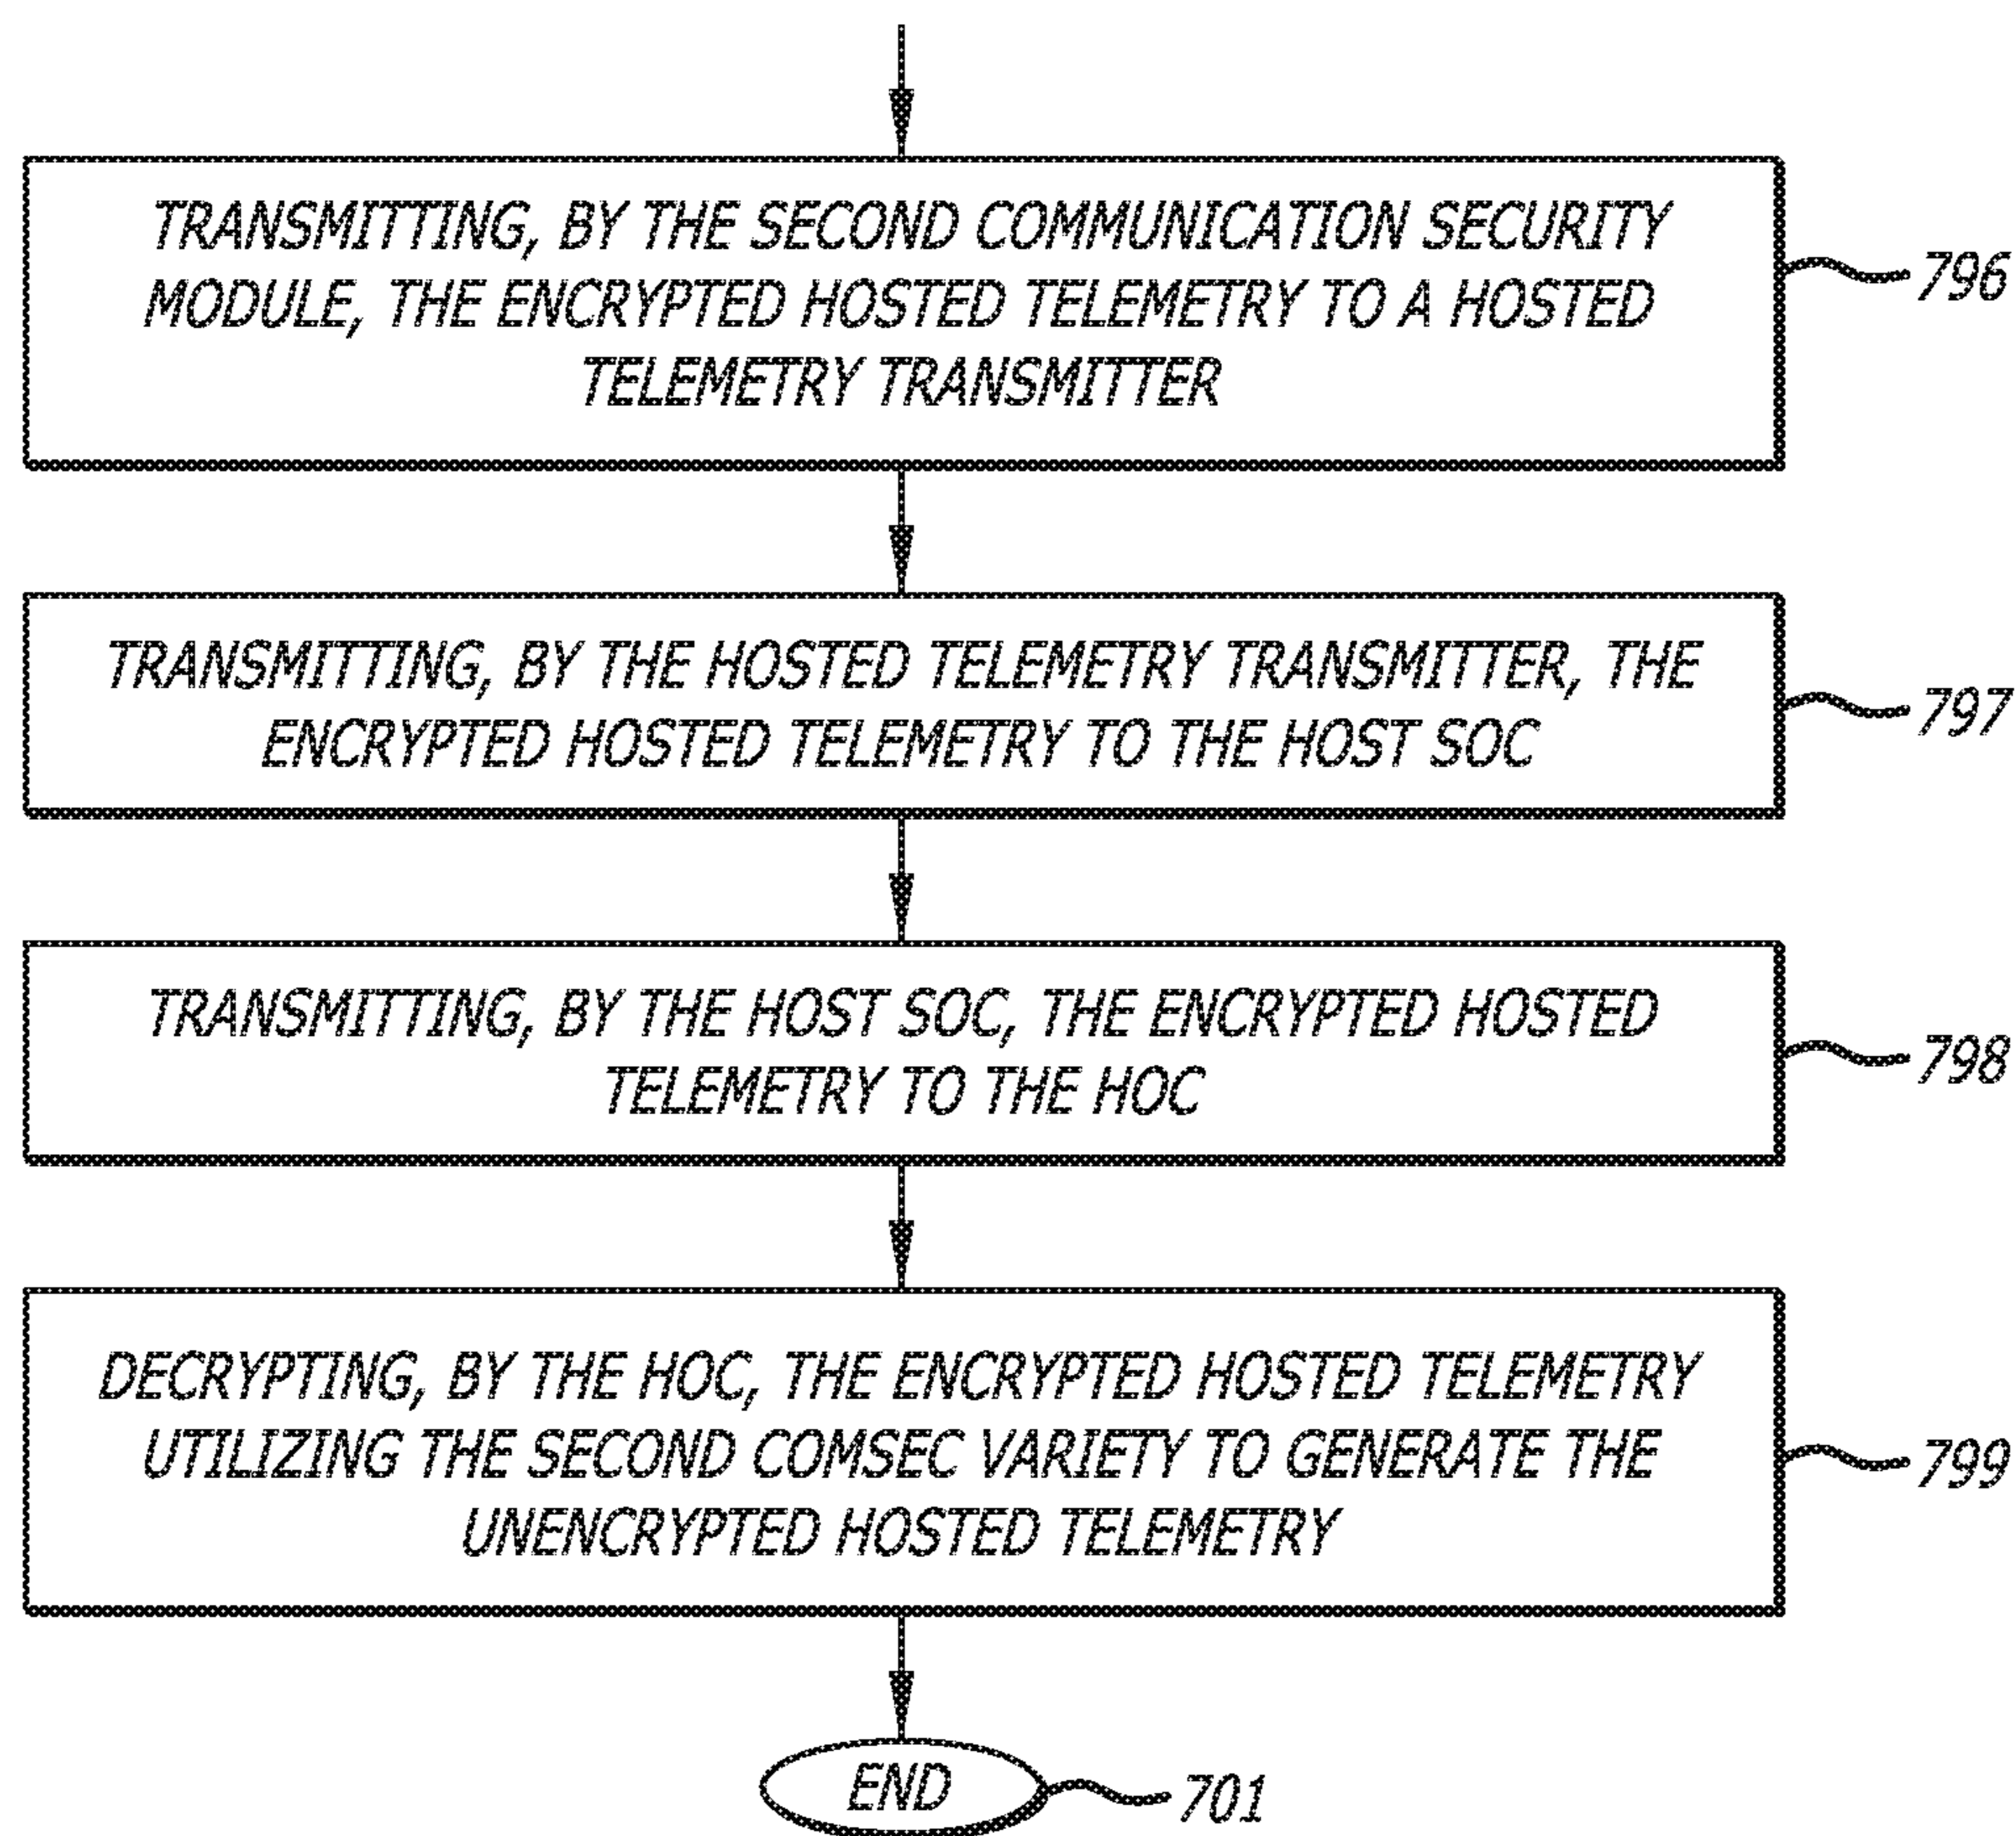 TRANSMITTING, BY THE SECOND COMMUNICATION SECURITY
MODULE, THE ENCRYPTED HOSTED TELEMETRY TO A HOSTED
TELEMETRY TRANSMITTER
796
TRANSMITTING, BY THE HOSTED TELEMETRY TRANSMITTER, THE
ENCRYPTED HOSTED TELEMETRY TO THE HOST SOC
797
TRANSMITTING, BY THE HOST SOC, THE ENCRYPTED HOSTED
TELEMETRY TO THE HOC
798
DECRYPTING, BY THE HOC, THE ENCRYPTED HOSTED TELEMETRY
UTILIZING THE SECOND COMSEC VARIETY TO GENERATE THE
UNENCRYPTED HOSTED TELEMETRY
799
END
701